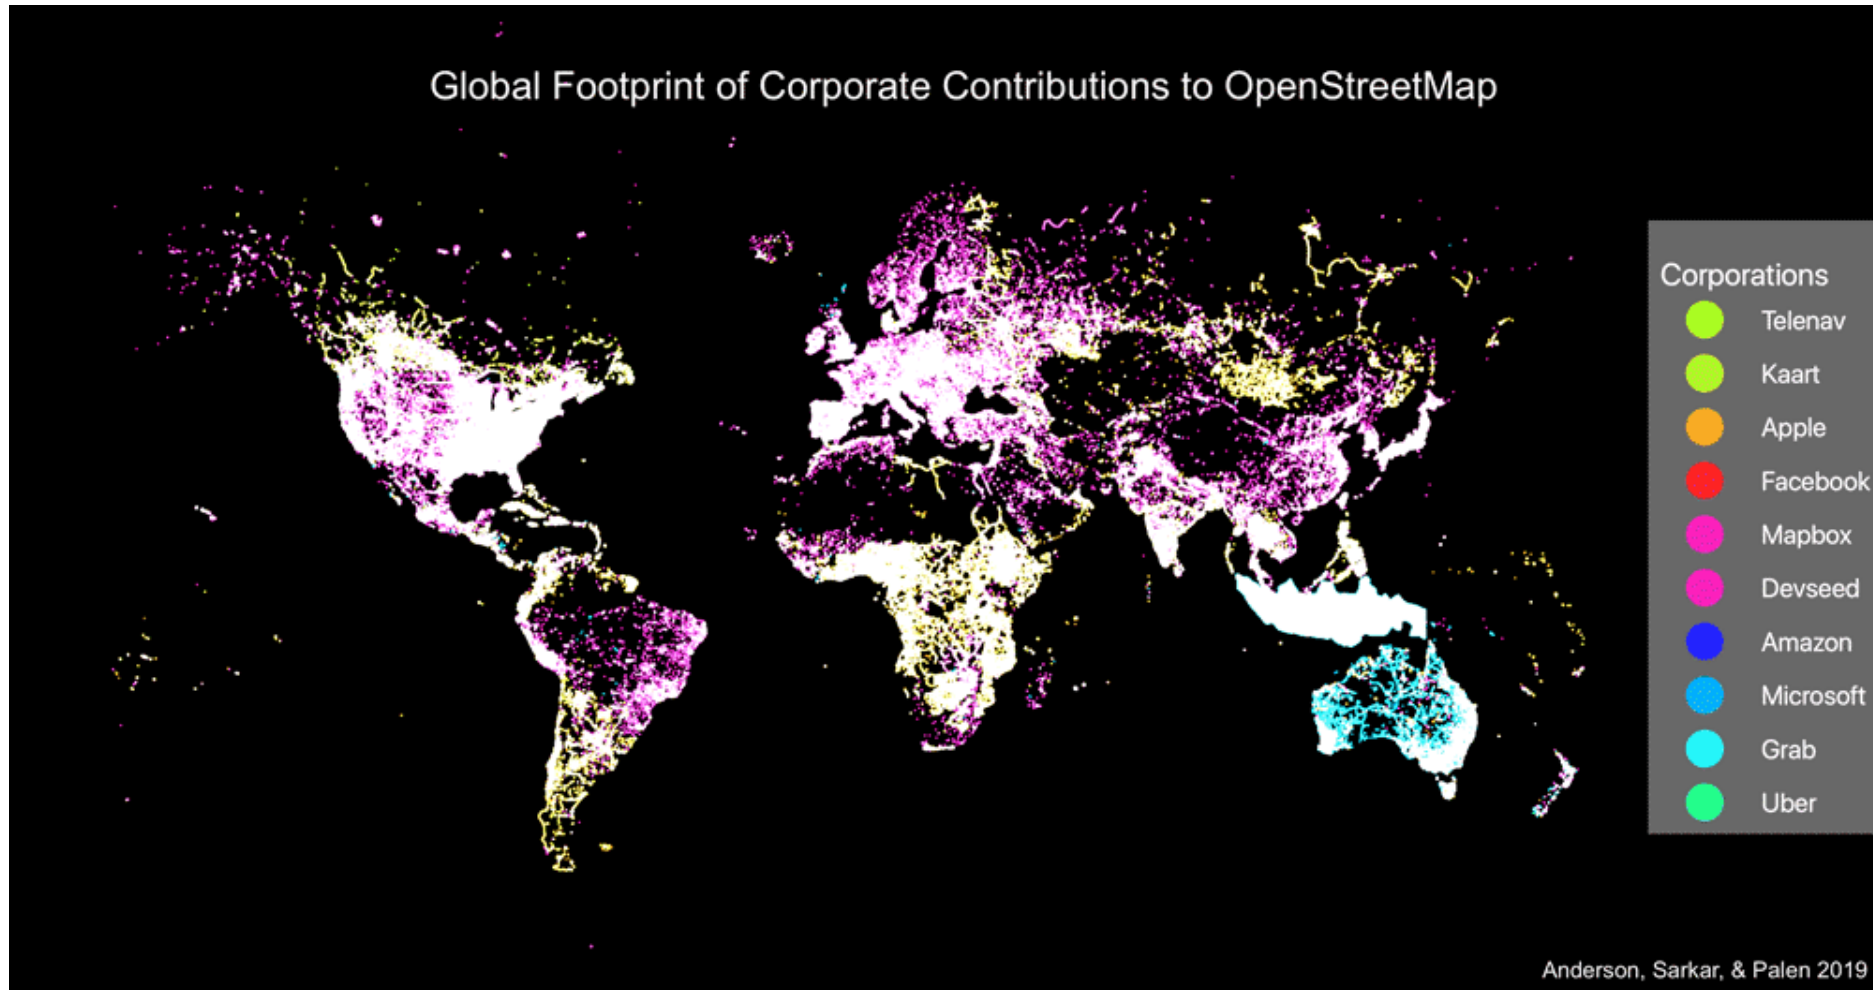 Global Footprint of Corporate Contributions to OpenStreetMap
Corporations
Telenav
Kaart
Apple
Facebook
Mapbox
Devseed
Amazon
Microsoft
Grab
Uber
Anderson, Sarkar, & Palen 2019